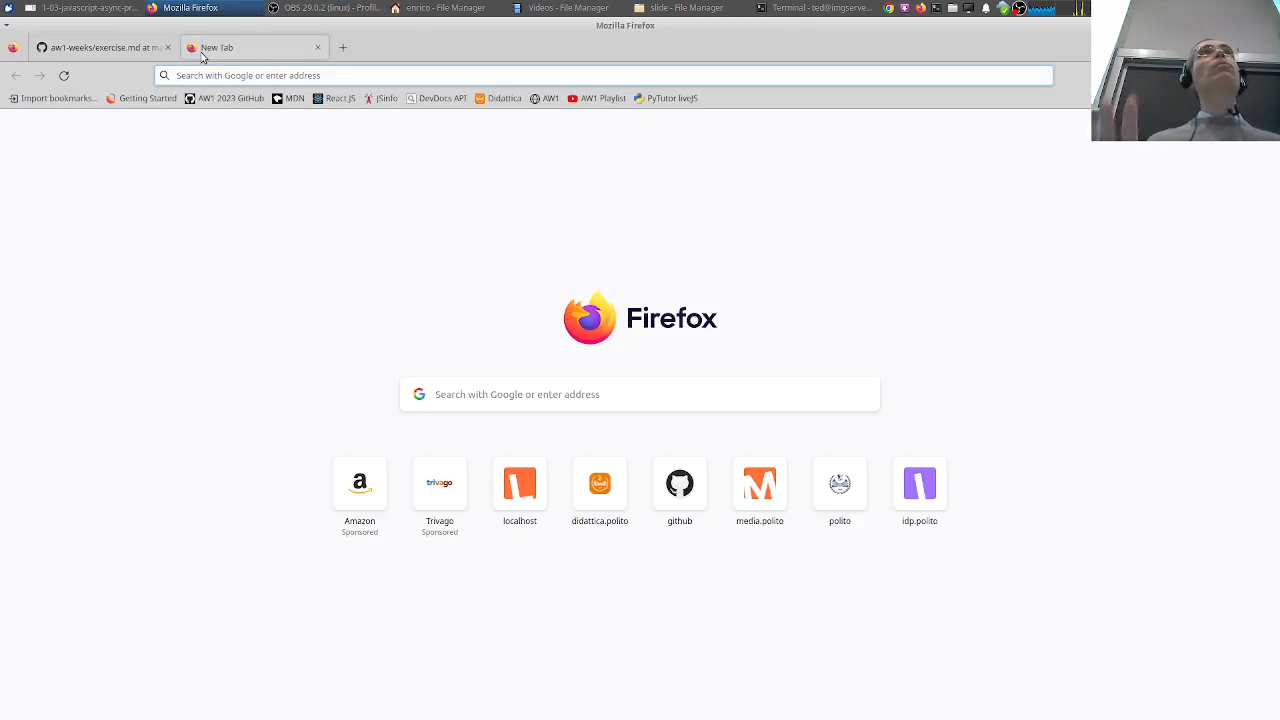 1-03-javascript-async-pr...
Mozilla Firefox
OBS 29.0.2 (linux) - Profil...
enrico - File Manager
Videos - File Manager
slide - File Manager
Terminal - ted@imgserve...
Mozilla Firefox
aw1-weeks/exercise.md at ma
New Tab
Search with Google or enter address
Import bookmarks...
Getting Started
AW1 2023 GitHub
MDN
React JS
JSinfo
DevDocs API
Didattica
AW1
AW1 Playlist
PyTutor liveJS
Firefox
Search with Google or enter address
a
trivago
Amazon
Sponsored
Trivago
Sponsored
localhost
didattica.polito
github
media.polito
polito
idp.polito